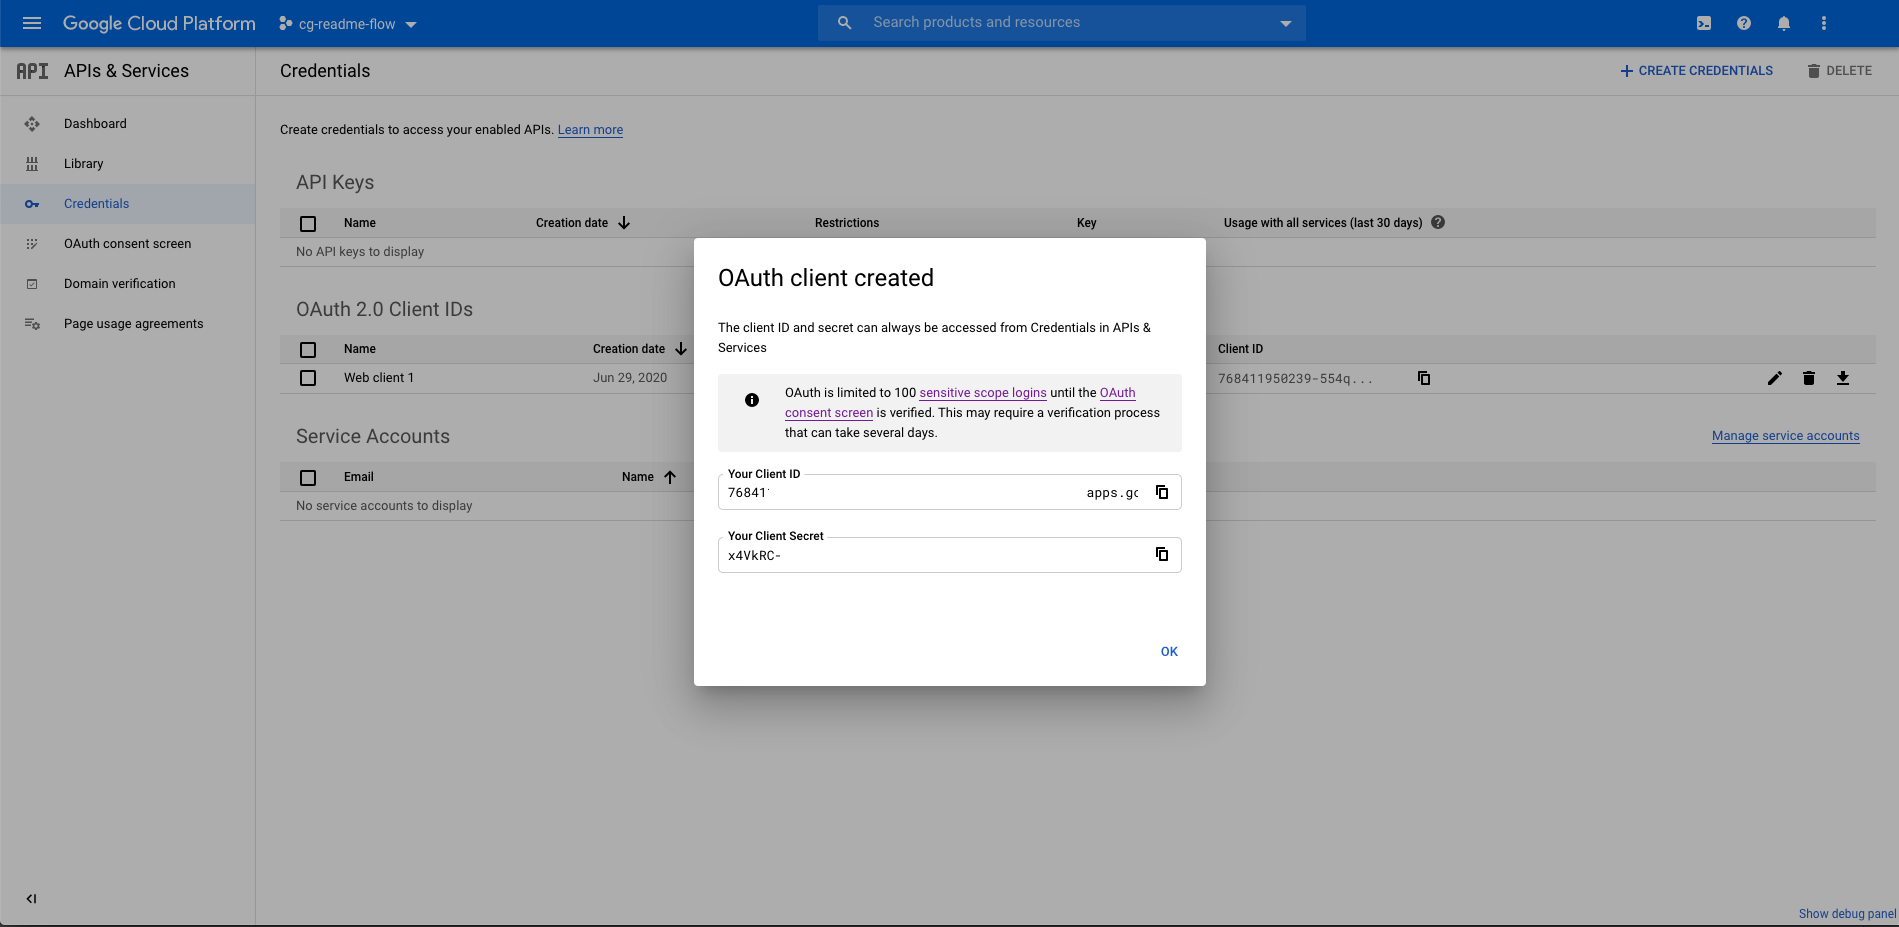 Google Cloud Platform
cg-readme-flow
Search products and resources
API APIs & Services
Credentials
CREATE CREDENTIALS
DELETE
Dashboard
Library
Credentials
OAuth consent screen
Domain verification
Page usage agreements
Create credentials to access your enabled APIs. Learn more
API Keys
Name Creation date Restrictions Key Usage with all services (last 30 days)
No API keys to display
OAuth 2.0 Client IDs
Name Creation date Client ID
Web client 1 Jun 29, 2020 768411950239-554q...
Service Accounts
Manage service accounts
Email Name
No service accounts to display
OAuth client created
The client ID and secret can always be accessed from Credentials in APIs &
Services
OAuth is limited to 100 sensitive scope logins until the OAuth
consent screen is verified. This may require a verification process
that can take several days.
Your Client ID
76841 apps.go
Your Client Secret
x4VkRC-
OK
Show debug panel